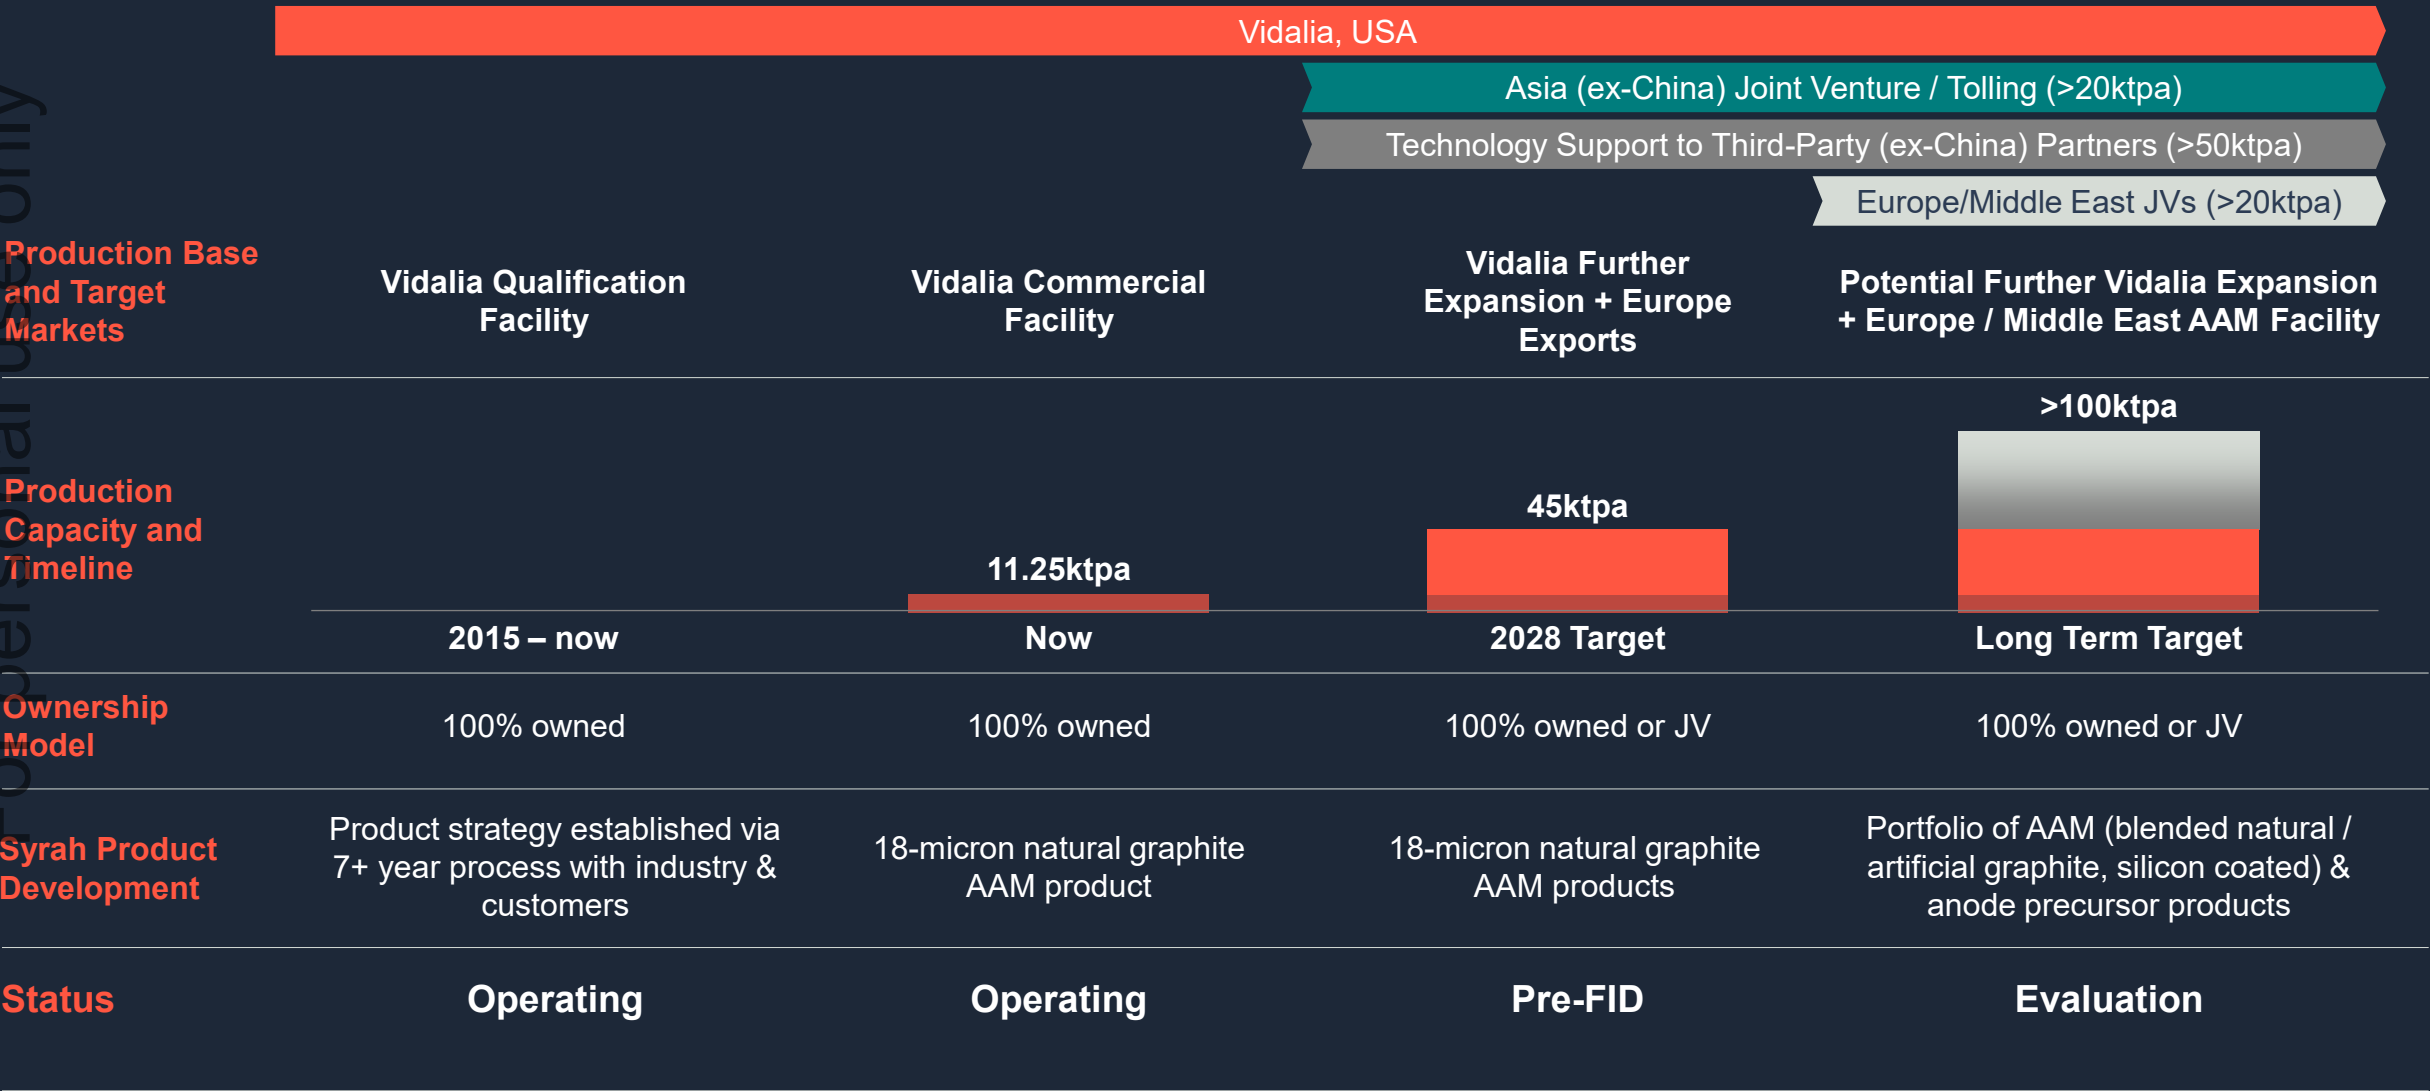 Vidalia, USA
Asia (ex-China) Joint Venture / Tolling (>20ktpa)
Technology Support to Third-Party (ex-China) Partners (>50ktpa)
Europe/Middle East JVs (>20ktpa)
Production Base
and Target
Markets
Vidalia Qualification
Facility
Vidalia Commercial
Facility
Vidalia Further
Expansion + Europe
Exports
Potential Further Vidalia Expansion
+ Europe / Middle East AAM Facility
Production
Capacity and
Timeline
11.25ktpa
45ktpa
>100ktpa
2015 – now
Now
2028 Target
Long Term Target
Ownership
Model
100% owned
100% owned
100% owned or JV
100% owned or JV
Syrah Product
Development
Product strategy established via
7+ year process with industry &
customers
18-micron natural graphite
AAM product
18-micron natural graphite
AAM products
Portfolio of AAM (blended natural /
artificial graphite, silicon coated) &
anode precursor products
Status
Operating
Operating
Pre-FID
Evaluation
For personal use only